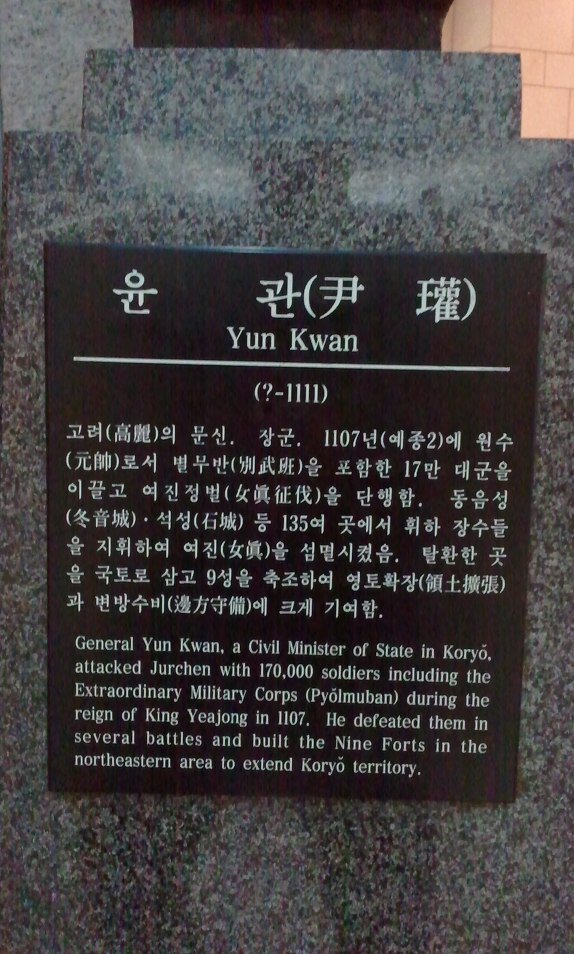 윤 관(尹 瓘)
Yun Kwan
(?-1111)
고려(高麗)의 문신. 장군. 1107년(예종2)에 원수
(元帥)로서 별무반(別武班)을 포함한 17만 대군을
이끌고 여진정벌(女眞征伐)을 단행함. 동음성
(冬音城)·석성(石城) 등 135여 곳에서 휘하 장수들
을 지휘하여 여진(女眞)을 섬멸시켰음. 탈환한 곳
을 국토로 삼고 9성을 축조하여 영토확장(領土擴張)
과 변방수비(邊方守備)에 크게 기여함.
General Yun Kwan, a Civil Minister of State in Koryŏ,
attacked Jurchen with 170,000 soldiers including the
Extraordinary Military Corps (Pyŏlmuban) during the
reign of King Yeajong in 1107. He defeated them in
several battles and built the Nine Forts in the
northeastern area to extend Koryŏ territory.